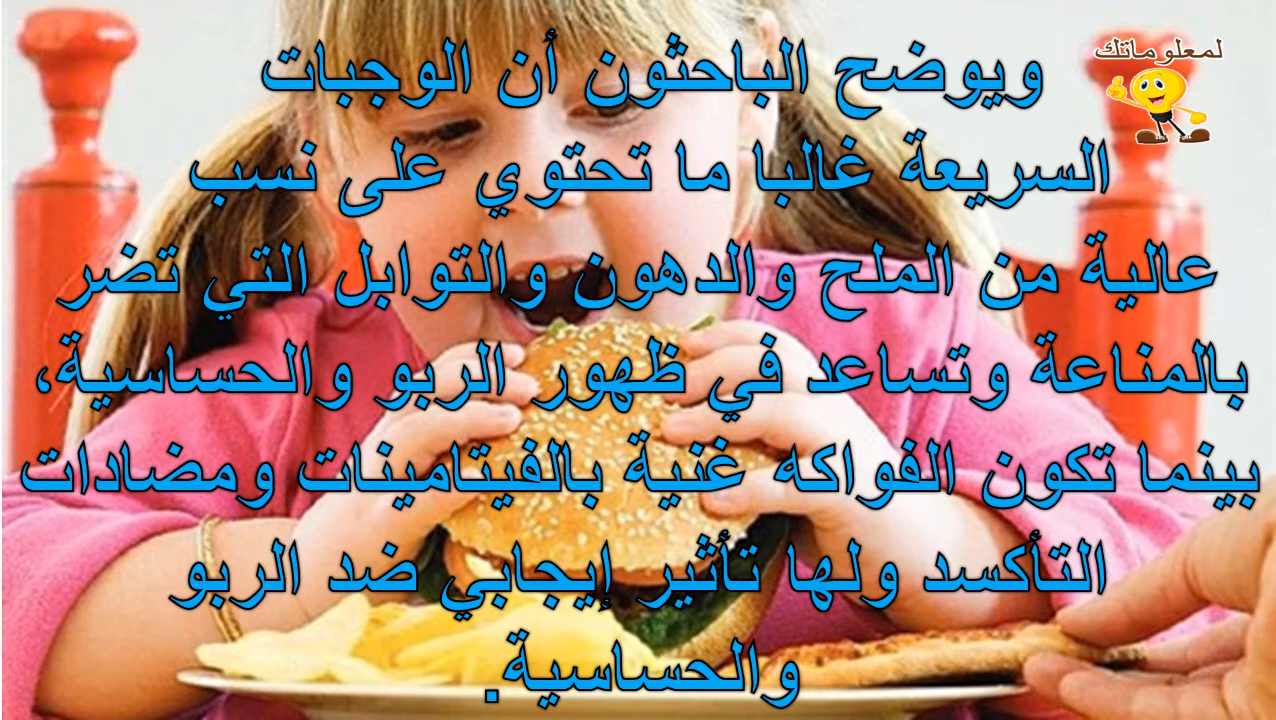 لمعلوماتك
ويوضح الباحثون أن الوجبات
السريعة غالبا ما تحتوي على نسب
عالية من الملح والدهون والتوابل التي تضر
بالمناعة وتساعد في ظهور الربو والحساسية،
بينما تكون الفواكه غنية بالفيتامينات ومضادات
التأكسد ولها تأثير إيجابي ضد الربو
والحساسية.